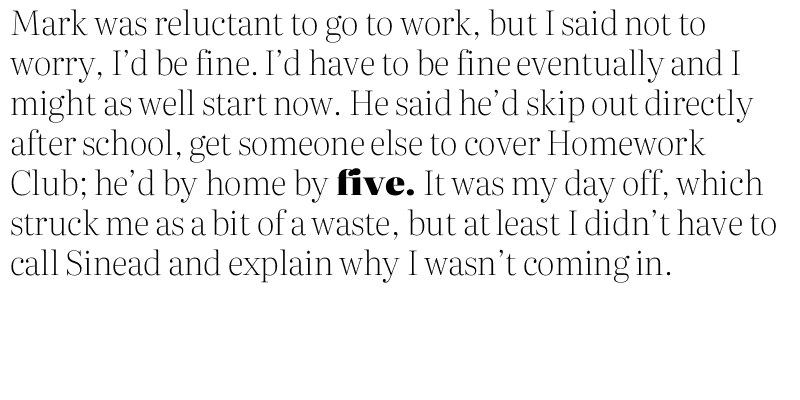 Mark was reluctant to go to work, but I said not to
worry, I’d be fine. I’d have to be fine eventually and I
might as well start now. He said he’d skip out directly
after school, get someone else to cover Homework
Club; he’d by home by five. It was my day off, which
struck me as a bit of a waste, but at least I didn’t have to
call Sinead and explain why I wasn’t coming in.